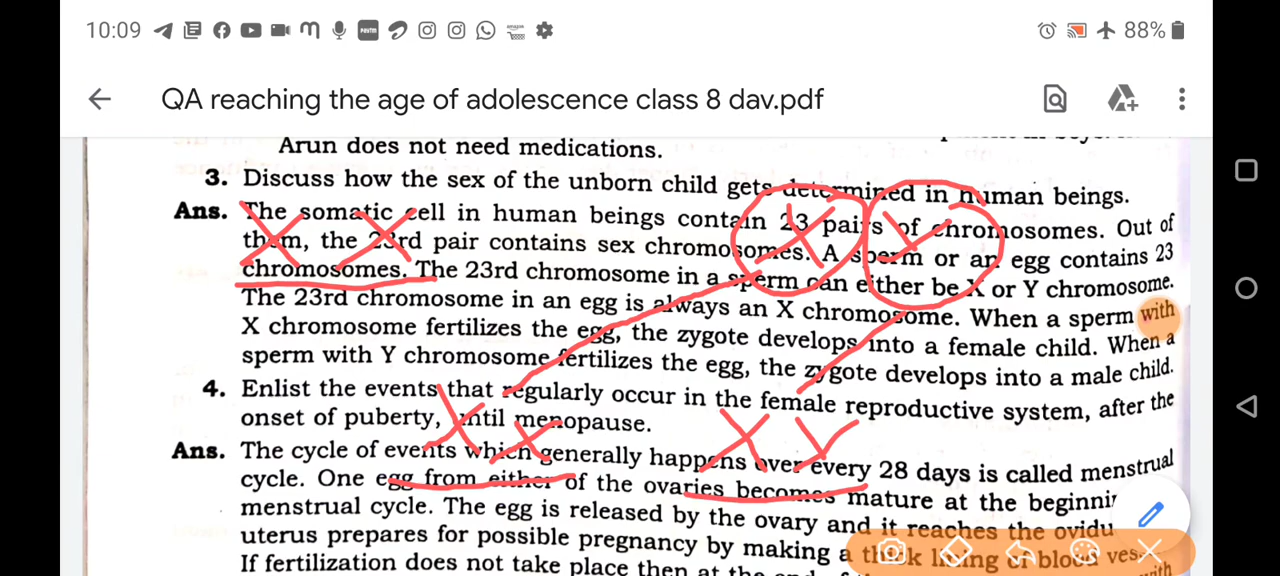 10:09 88%
QA reaching the age of adolescence class 8 dav.pdf
Arun does not need medications.
3. Discuss how the sex of the unborn child gets determined in human beings.
Ans. The somatic cell in human beings contain 23 pairs of chromosomes. Out of
them, the 23rd pair contains sex chromosomes. A sperm or an egg contains 23
chromosomes. The 23rd chromosome in a sperm can either be X or Y chromosome.
The 23rd chromosome in an egg is always an X chromosome. When a sperm with
X chromosome fertilizes the egg, the zygote develops into a female child. When a
sperm with Y chromosome fertilizes the egg, the zygote develops into a male child.
4. Enlist the events that regularly occur in the female reproductive system, after the
onset of puberty, until menopause.
Ans. The cycle of events which generally happens over every 28 days is called menstrual
cycle. One egg from either of the ovaries becomes mature at the
menstrual cycle. The egg is released by the ovary and it reaches the
uterus prepares for possible pregnancy by making a thick lining of blood
If fertilization does not take place then at the
X X
X Y
X X
X Y